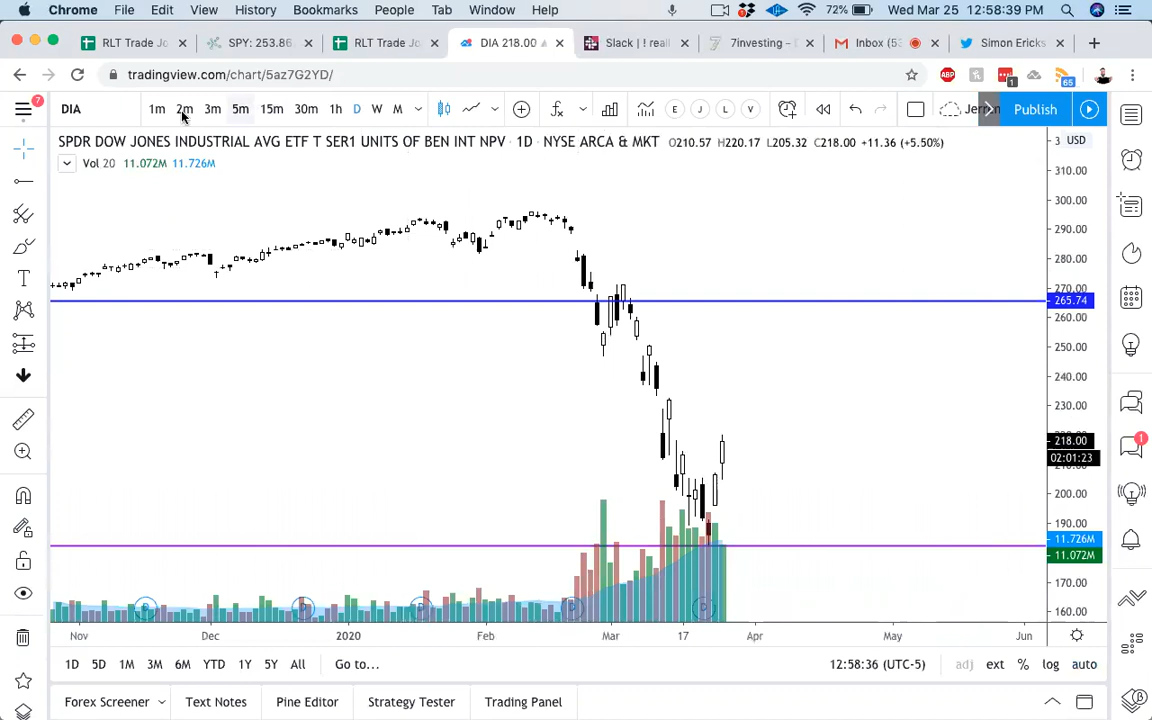 Chrome File Edit View History Bookmarks People Tab Window Help 72% Wed Mar 25 12:58:39 PM
RLT Trade Jo SPY: 253.86 RLT Trade Jo DIA 218.00 Slack | ! reall 7investing – E Inbox (53 Simon Ericks
tradingview.com/chart/5az7G2YD/ ABP 1 65
7 DIA 1m 2m 3m 5m 15m 30m 1h D W M E J L V Publish
SPDR DOW JONES INDUSTRIAL AVG ETF T SER1 UNITS OF BEN INT NPV · 1D · NYSE ARCA & MKT O210.57 H220.17 L205.32 C218.00 +11.36 (+5.50%) USD
Vol 20 11.072M 11.726M
310.00
300.00
290.00
280.00
270.00
265.74
260.00
250.00
240.00
230.00
218.00
02:01:23
200.00
190.00
11.726M
11.072M
170.00
160.00
D D D D D
Nov Dec 2020 Feb Mar 17 Apr May Jun
1D 5D 1M 3M 6M YTD 1Y 5Y All Go to... 12:58:36 (UTC-5) adj ext % log auto
Forex Screener Text Notes Pine Editor Strategy Tester Trading Panel
1